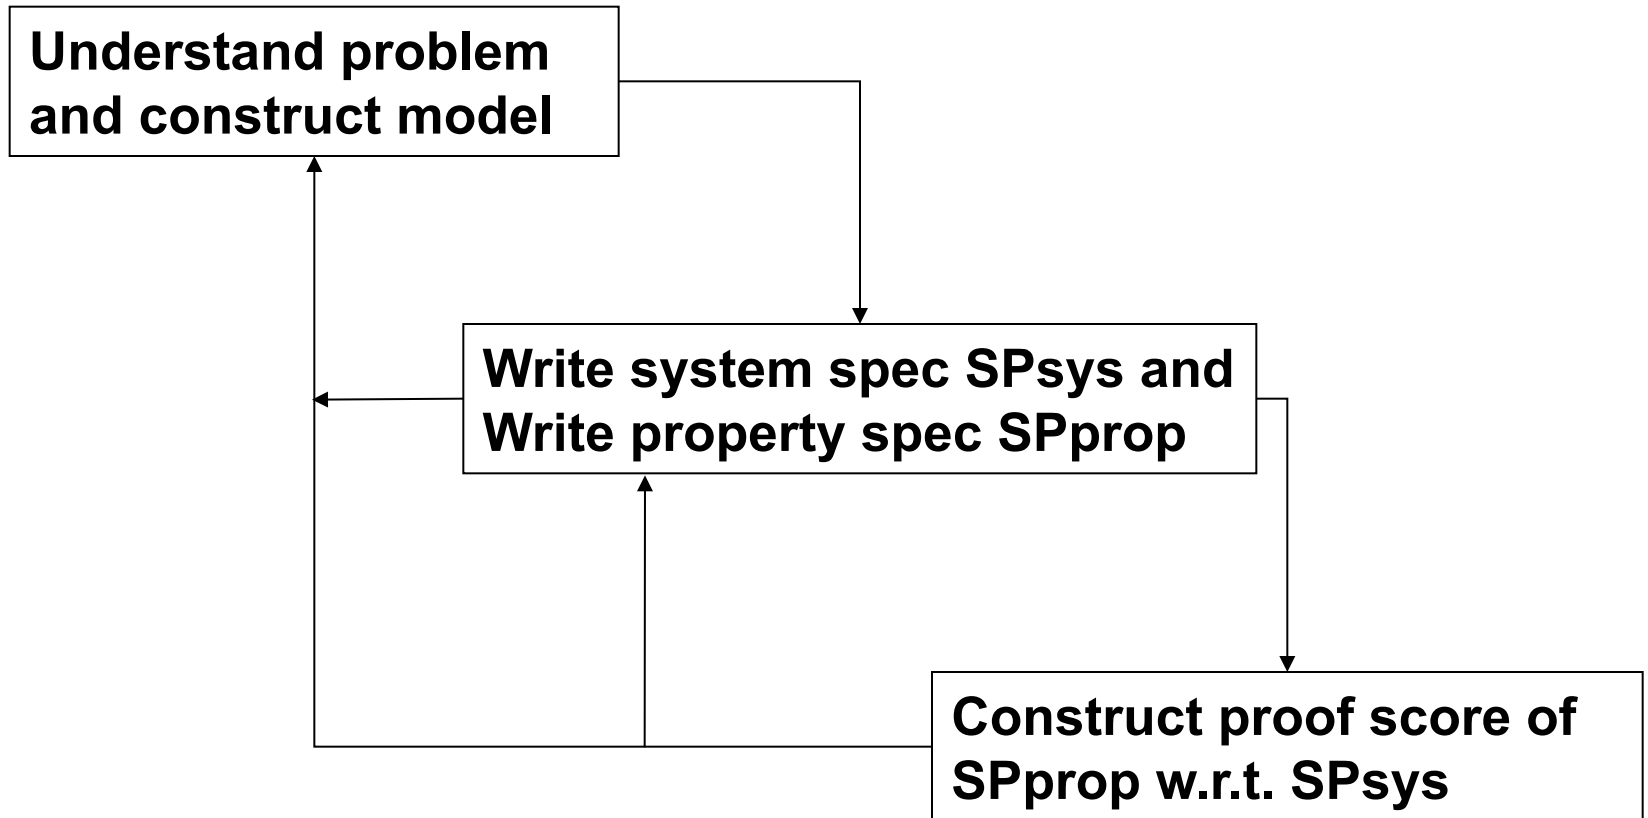 Understand problem
and construct model
Write system spec SPsys and
Write property spec SPprop
Construct proof score of
SPprop w.r.t. SPsys